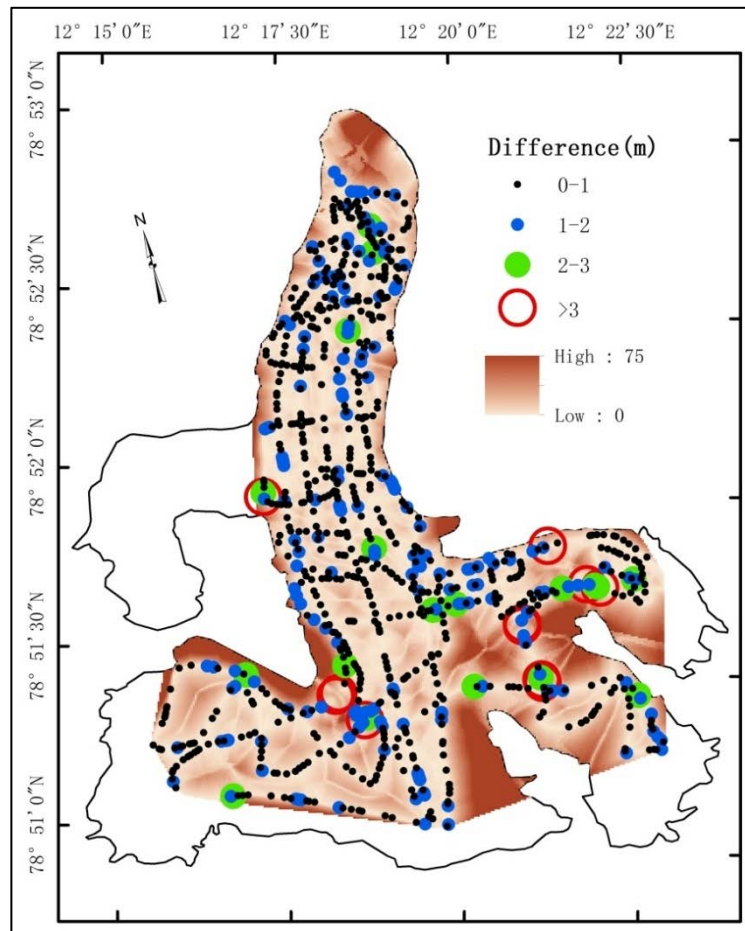 12° 15′0″E 12° 17′30″E 12° 20′0″E 12° 22′30″E
78° 53′0″N
78° 52′30″N
78° 52′0″N
78° 51′30″N
78° 51′0″N
N
Difference(m)
0-1
1-2
2-3
>3
High : 75
Low : 0